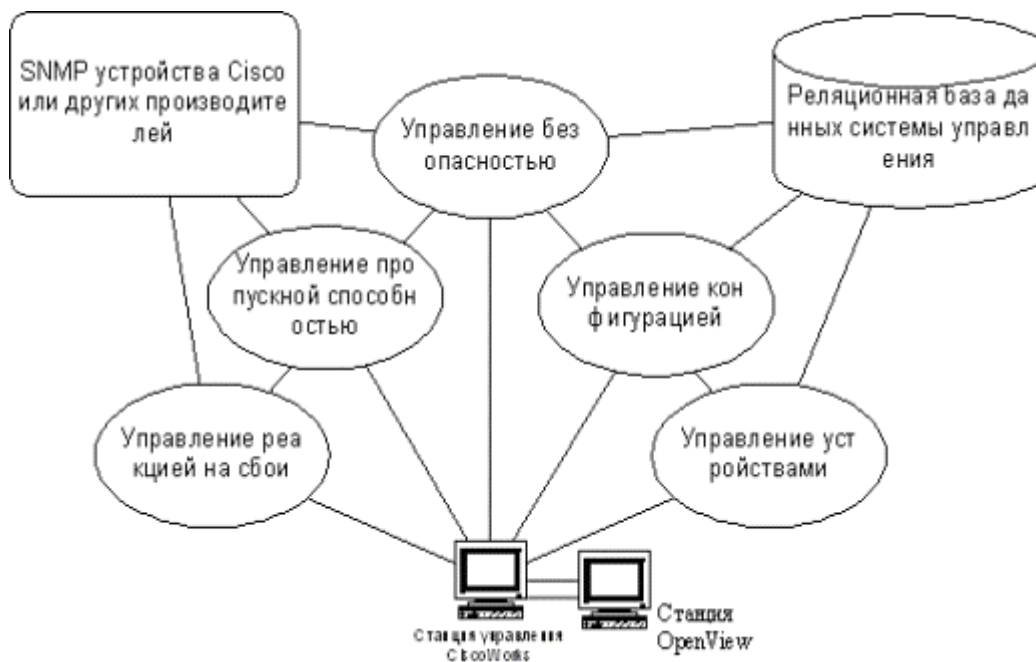 SNMP устройства Cisco
или других производите
лей
Управление без
опасностью
Реляционная база да
нных системы управл
ения
Управление про
пускной способн
остью
Управление кон
фигурацией
Управление реа
кцией на сбои
Управление уст
ройствами
Станция управления
CiscoWorks
Станция
OpenView